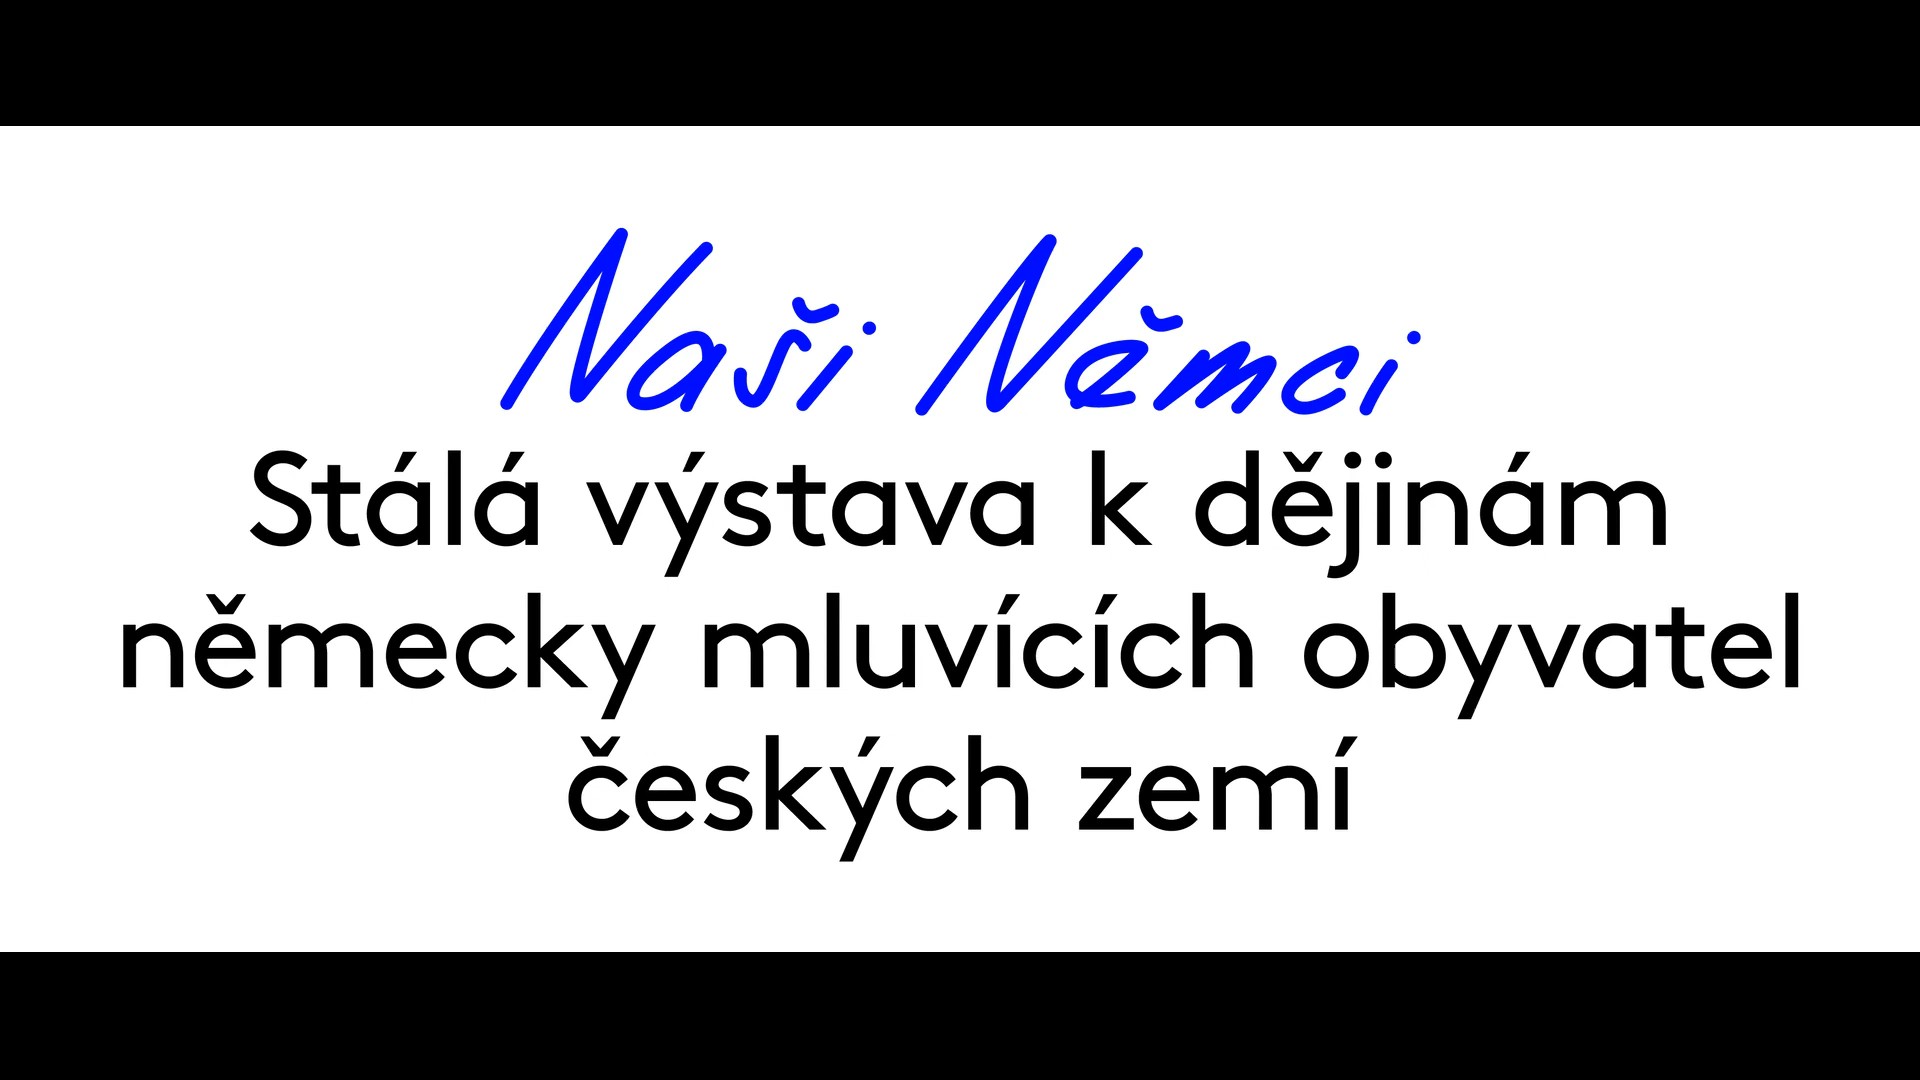 Naši Němci
Stálá výstava k dějinám
německy mluvících obyvatel
českých zemí